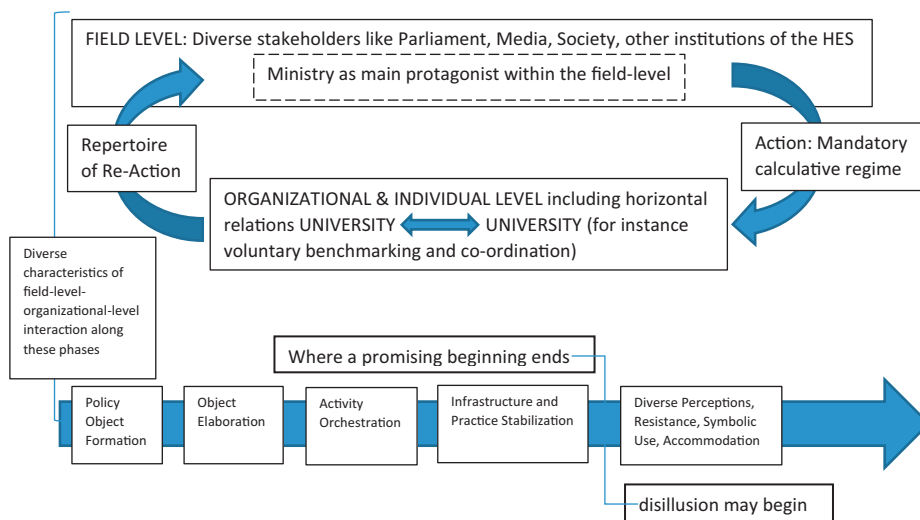 FIELD LEVEL: Diverse stakeholders like Parliament, Media, Society, other institutions of the HES
Ministry as main protagonist within the field-level
Repertoire
of Re-Action
Action: Mandatory
calculative regime
ORGANIZATIONAL & INDIVIDUAL LEVEL including horizontal
relations UNIVERSITY UNIVERSITY (for instance
voluntary benchmarking and co-ordination)
Diverse
characteristics of
field-level-
organizational-level
interaction along
these phases
Where a promising beginning ends
Policy
Object
Formation
Object
Elaboration
Activity
Orchestration
Infrastructure and
Practice Stabilization
Diverse Perceptions,
Resistance, Symbolic
Use, Accommodation
disillusion may begin